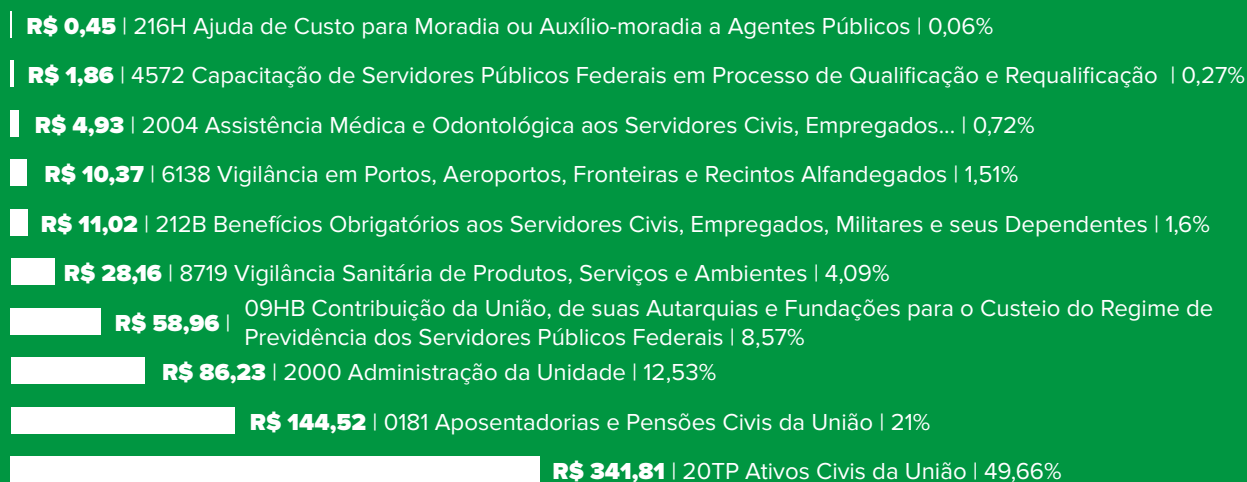 R$ 0,45 | 216H Ajuda de Custo para Moradia ou Auxílio-moradia a Agentes Públicos | 0,06%
R$ 1,86 | 4572 Capacitação de Servidores Públicos Federais em Processo de Qualificação e Requalificação | 0,27%
R$ 4,93 | 2004 Assistência Médica e Odontológica aos Servidores Civis, Empregados... | 0,72%
R$ 10,37 | 6138 Vigilância em Portos, Aeroportos, Fronteiras e Recintos Alfandegados | 1,51%
R$ 11,02 | 212B Benefícios Obrigatórios aos Servidores Civis, Empregados, Militares e seus Dependentes | 1,6%
R$ 28,16 | 8719 Vigilância Sanitária de Produtos, Serviços e Ambientes | 4,09%
R$ 58,96 | 09HB Contribuição da União, de suas Autarquias e Fundações para o Custeio do Regime de
Previdência dos Servidores Públicos Federais | 8,57%
R$ 86,23 | 2000 Administração da Unidade | 12,53%
R$ 144,52 | 0181 Aposentadorias e Pensões Civis da União | 21%
R$ 341,81 | 20TP Ativos Civis da União | 49,66%